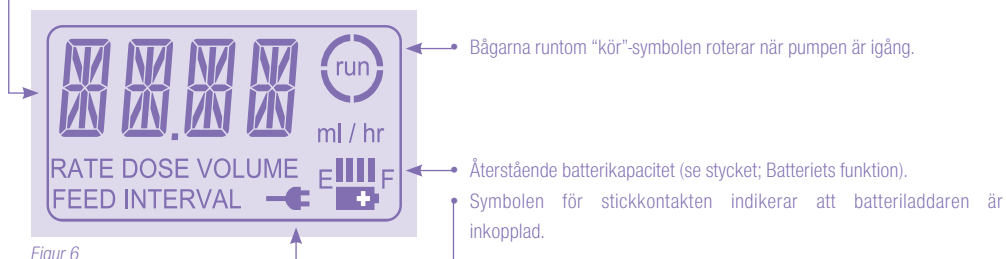 run
ml / hr
RATE DOSE VOLUME
FEED INTERVAL
E F
Bågarna runtom “kör”-symbolen roterar när pumpen är igång.
Återstående batterikapacitet (se stycket; Batteriets funktion).
Symbolen för stickkontakten indikerar att batteriladdaren är
inkopplad.
Figur 6